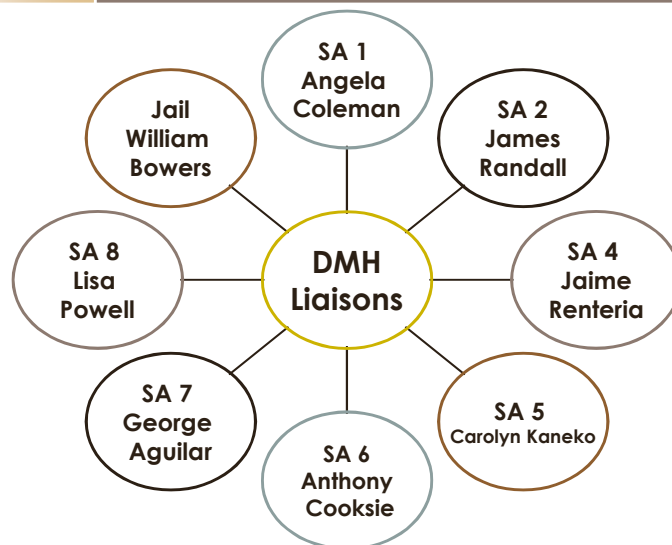 SA 1
Angela
Coleman
Jail
William
Bowers
SA 2
James
Randall
SA 8
Lisa
Powell
DMH
Liaisons
SA 4
Jaime
Renteria
SA 7
George
Aguilar
SA 5
Carolyn Kaneko
SA 6
Anthony
Cooksie